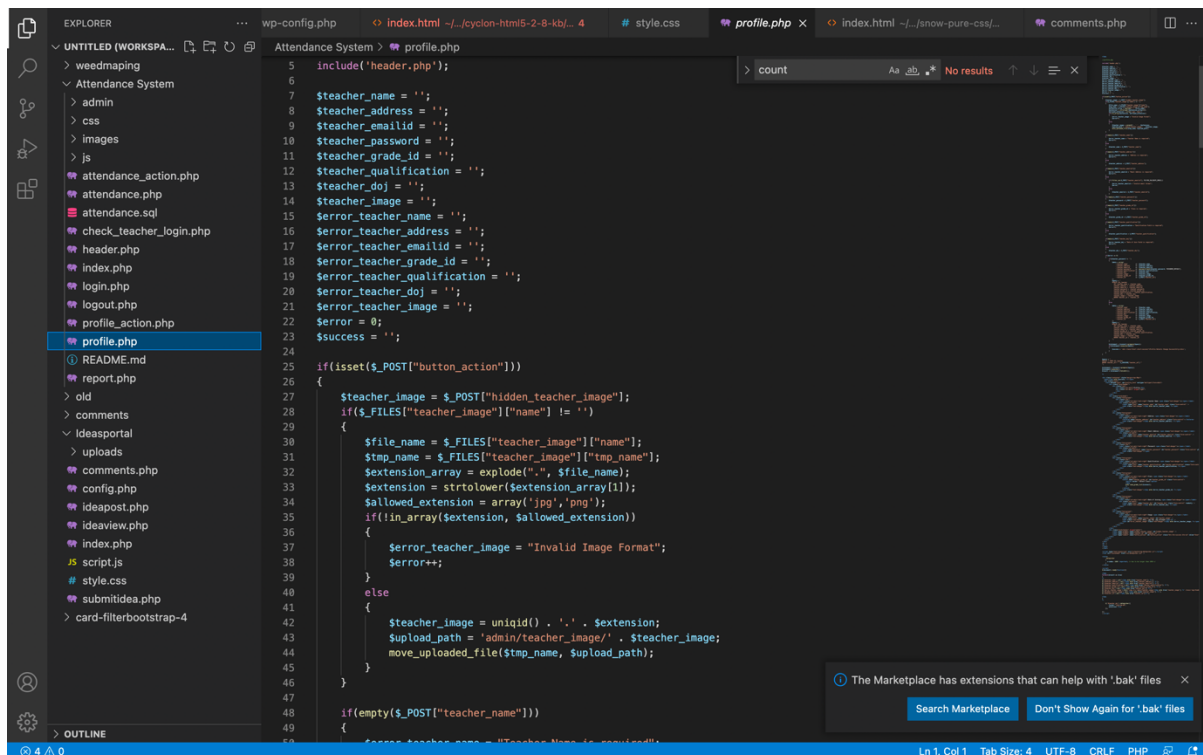 EXPLORER
···
wp-config.php
index.html ~/.../cyclon-html5-2-8-kb/... 4
# style.css
profile.php ×
index.html ~/.../snow-pure-css/...
comments.php
UNTITLED (WORKSPA...
Attendance System > profile.php
> weedmaping
Attendance System
> admin
> css
> images
> js
attendance_action.php
attendance.php
attendance.sql
check_teacher_login.php
header.php
index.php
login.php
logout.php
profile_action.php
profile.php
README.md
report.php
> old
> comments
Ideasportal
> uploads
comments.php
config.php
ideapost.php
ideaview.php
index.php
JS script.js
# style.css
submitidea.php
> card-filterbootstrap-4
> OUTLINE
> count
Aa ab .*
No results
5 include('header.php');
6
7 $teacher_name = '';
8 $teacher_address = '';
9 $teacher_emailid = '';
10 $teacher_password = '';
11 $teacher_grade_id = '';
12 $teacher_qualification = '';
13 $teacher_doj = '';
14 $teacher_image = '';
15 $error_teacher_name = '';
16 $error_teacher_address = '';
17 $error_teacher_emailid = '';
18 $error_teacher_grade_id = '';
19 $error_teacher_qualification = '';
20 $error_teacher_doj = '';
21 $error_teacher_image = '';
22 $error = 0;
23 $success = '';
24
25 if(isset($_POST["button_action"]))
26 {
27 $teacher_image = $_POST["hidden_teacher_image"];
28 if($_FILES["teacher_image"]["name"] != '')
29 {
30 $file_name = $_FILES["teacher_image"]["name"];
31 $tmp_name = $_FILES["teacher_image"]["tmp_name"];
32 $extension_array = explode(".", $file_name);
33 $extension = strtolower($extension_array[1]);
34 $allowed_extension = array('jpg','png');
35 if(!in_array($extension, $allowed_extension))
36 {
37 $error_teacher_image = "Invalid Image Format";
38 $error++;
39 }
40 else
41 {
42 $teacher_image = uniqid() . '.' . $extension;
43 $upload_path = 'admin/teacher_image/' . $teacher_image;
44 move_uploaded_file($tmp_name, $upload_path);
45 }
46 }
47
48 if(empty($_POST["teacher_name"]))
49 {
50 $error_teacher_name = "Teacher Name is required";
The Marketplace has extensions that can help with '.bak' files
Search Marketplace
Don't Show Again for '.bak' files
4 0
Ln 1, Col 1 Tab Size: 4 UTF-8 CRLF PHP